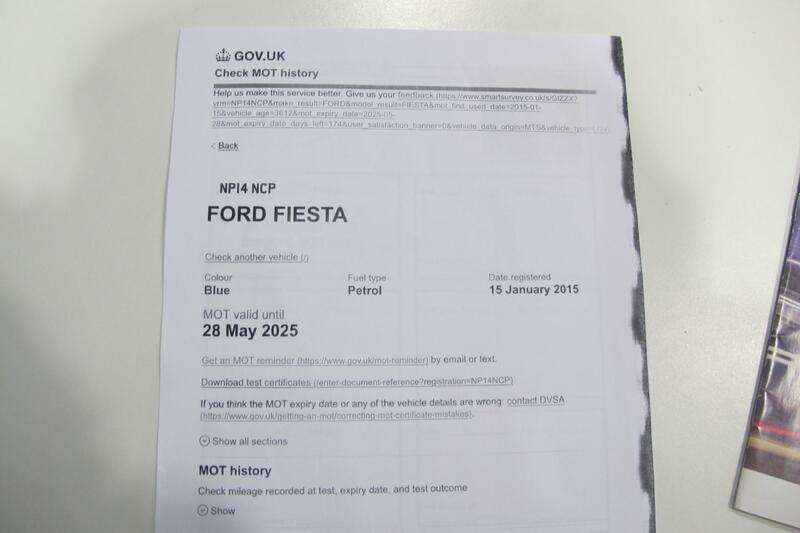 GOV.UK
Check MOT history
Help us make this service better. Give us your feedback (https://www.smartsurvey.co.uk/s/GIZZX?
vrm=NP14NCP&make_result=FORD&model_result=FIESTA&mot_first_used_date=2015-01-
15&vehicle_age=3612&mot_expiry_date=2025-05-
28&mot_expiry_date_days_left=174&user_satisfaction_banner=0&vehicle_data_origin=MTS&vehicle_type=
Back
NP14 NCP
FORD FIESTA
Check another vehicle (/)
Colour Fuel type Date registered
Blue Petrol 15 January 2015
MOT valid until
28 May 2025
Get an MOT reminder (https://www.gov.uk/mot-reminder) by email or text.
Download test certificates (/enter-document-reference?registration=NP14NCP)
If you think the MOT expiry date or any of the vehicle details are wrong: contact DVSA
(https://www.gov.uk/getting-an-mot/correcting-mot-certificate-mistakes).
Show all sections
MOT history
Check mileage recorded at test, expiry date, and test outcome
Show